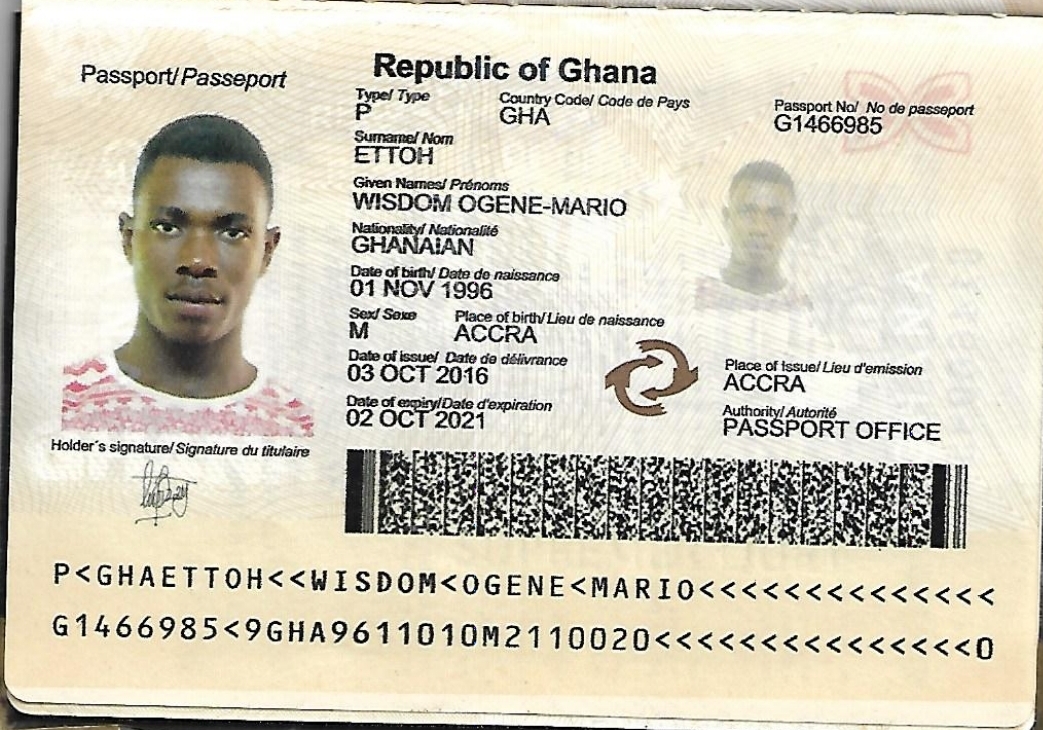 Passport/Passeport
Republic of Ghana
Type/ Type
Country Code/ Code de Pays
Passport No/ No de passeport
P
GHA
G1466985
Surname/ Nom
ETTOH
Given Names/ Prénoms
WISDOM OGENE-MARIO
Nationality/ Nationalité
GHANAIAN
Date of birth/ Date de naissance
01 NOV 1996
Sex/ Sexe
Place of birth/ Lieu de naissance
M
ACCRA
Date of issue/ Date de délivrance
03 OCT 2016
Place of Issue/ Lieu d'emission
ACCRA
Date of expiry/Date d'expiration
02 OCT 2021
Authority/ Autorité
PASSPORT OFFICE
Holder´s signature/ Signature du titulaire
P<GHAETTOH<<WISDOM<OGENE<MARIO<<<<<<<<<<<<<<
G1466985<9GHA9611010M2110020<<<<<<<<<<<<<<<0